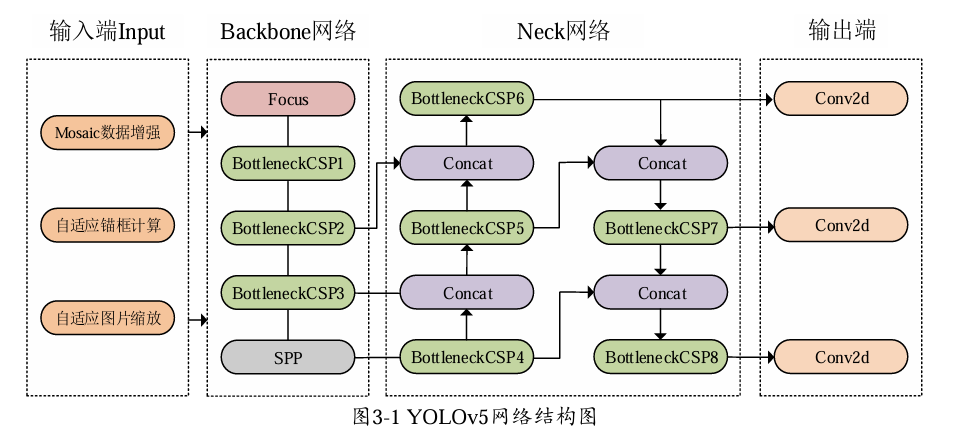 输入端Input
Backbone网络
Neck网络
输出端
Mosaic数据增强
自适应锚框计算
自适应图片缩放
Focus
BottleneckCSP1
BottleneckCSP2
BottleneckCSP3
SPP
BottleneckCSP6
Concat
BottleneckCSP5
Concat
BottleneckCSP4
Concat
BottleneckCSP7
Concat
BottleneckCSP8
Conv2d
Conv2d
Conv2d
图3-1 YOLOv5网络结构图